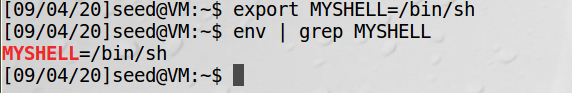 [09/04/20]seed@VM:~$ export MYSHELL=/bin/sh
[09/04/20]seed@VM:~$ env | grep MYSHELL
MYSHELL=/bin/sh
[09/04/20]seed@VM:~$